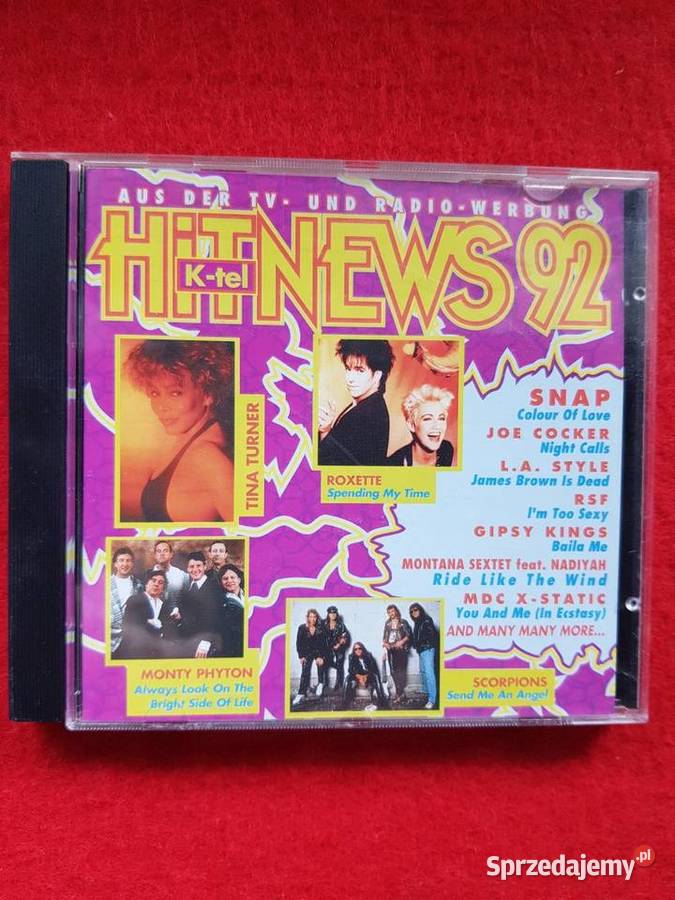 AUS DER TV- UND RADIO-WERBUNG
HiTNEWS 92
K-tel
TINA TURNER
ROXETTE
Spending My Time
SNAP
Colour Of Love
JOE COCKER
Night Calls
L.A. STYLE
James Brown Is Dead
RSF
I'm Too Sexy
GIPSY KINGS
Baila Me
MONTANA SEXTET feat. NADIYAH
Ride Like The Wind
MDC X-STATIC
You And Me (In Ecstasy)
AND MANY MANY MORE...
MONTY PHYTON
Always Look On The
Bright Side Of Life
SCORPIONS
Send Me An Angel
Sprzedajemy.pl